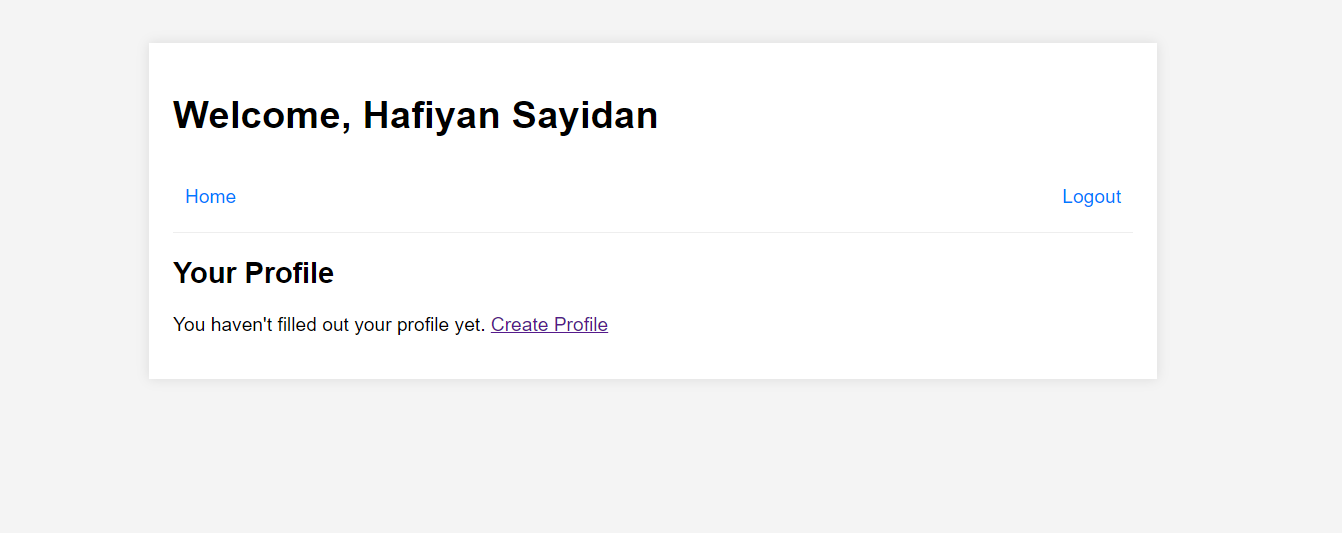 Welcome, Hafiyan Sayidan
Home Logout
Your Profile
You haven't filled out your profile yet. Create Profile